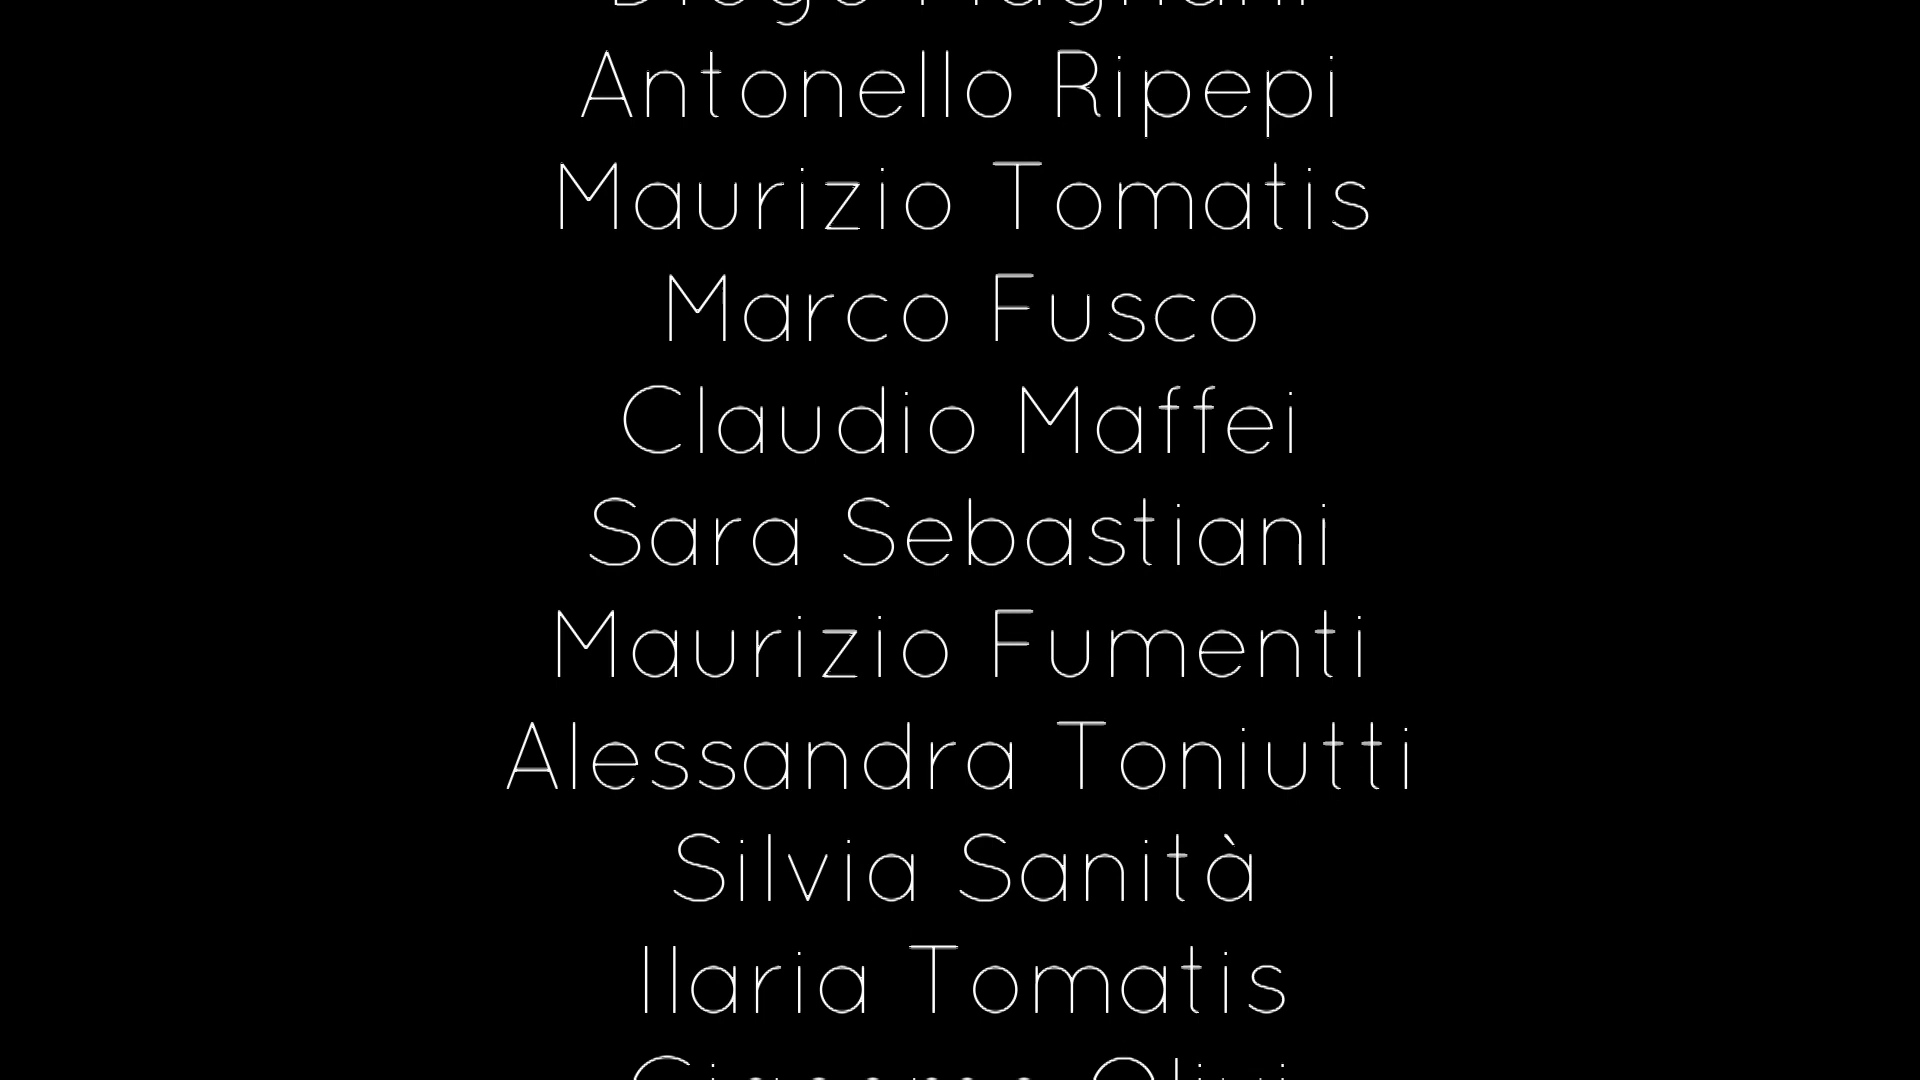 Antonello Ripepi
Maurizio Tomatis
Marco Fusco
Claudio Maffei
Sara Sebastiani
Maurizio Fumenti
Alessandra Toniutti
Silvia Sanità
Ilaria Tomatis